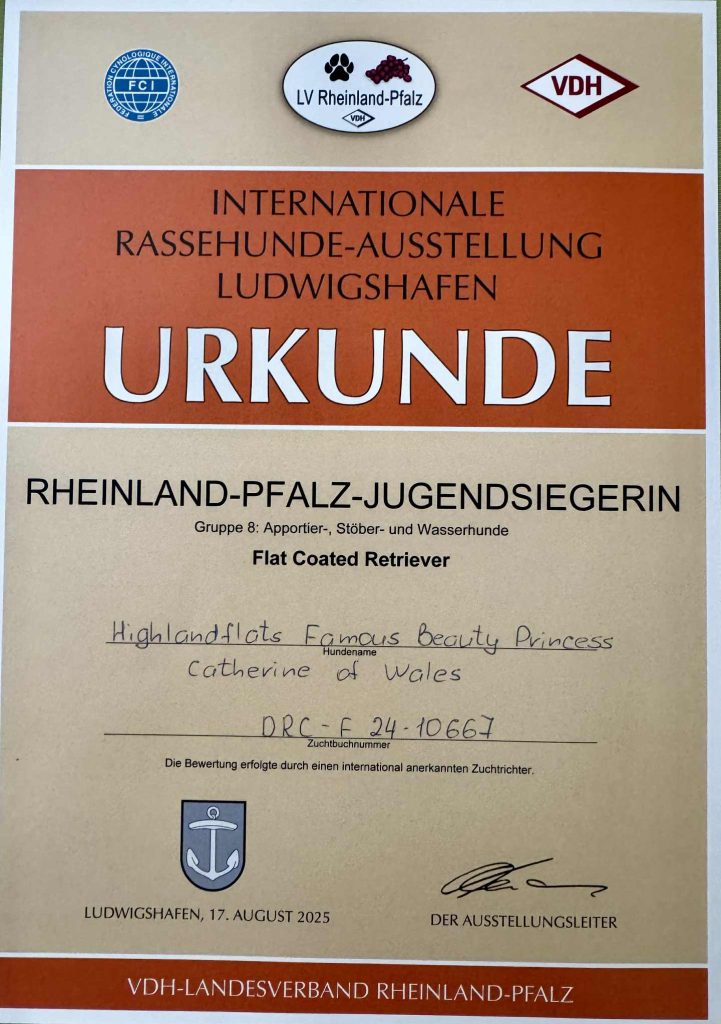 FEDERATION CYNOLOGIQUE INTERNATIONALE
FCI
LV Rheinland-Pfalz
VDH
VDH
INTERNATIONALE
RASSEHUNDE-AUSSTELLUNG
LUDWIGSHAFEN
URKUNDE
RHEINLAND-PFALZ-JUGENDSIEGERIN
Gruppe 8: Apportier-, Stöber- und Wasserhunde
Flat Coated Retriever
Highlandflats Famous Beauty Princess
Hundename
Catherine of Wales
DRC-F 24-10667
Zuchtbuchnummer
Die Bewertung erfolgte durch einen international anerkannten Zuchtrichter.
LUDWIGSHAFEN, 17. AUGUST 2025
DER AUSSTELLUNGSLEITER
VDH-LANDESVERBAND RHEINLAND-PFALZ